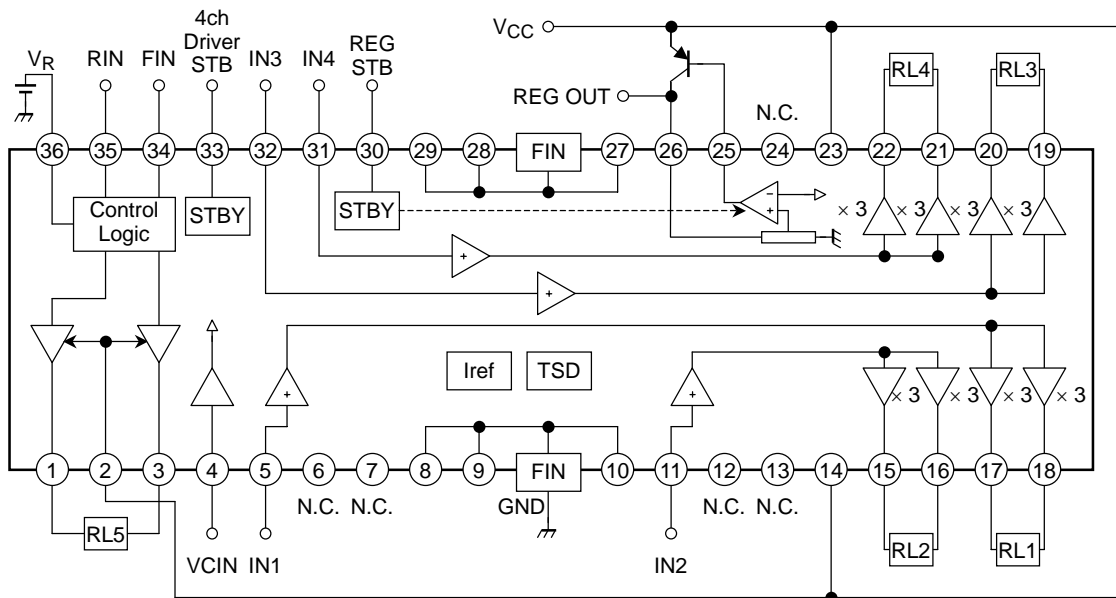 4ch
Driver
STB
REG
STB
VCC
VR
RIN
FIN
IN3
IN4
REG OUT
N.C.
RL4
RL3
36
35
34
33
32
31
30
29
28
FIN
27
26
25
24
23
22
21
20
19
Control
Logic
STBY
STBY
−
+
× 3
× 3
× 3
× 3
+
+
Iref
TSD
+
+
× 3
× 3
× 3
× 3
1
2
3
4
5
6
7
8
9
FIN
10
11
12
13
14
15
16
17
18
N.C.
N.C.
GND
N.C.
N.C.
RL5
VCIN
IN1
IN2
RL2
RL1